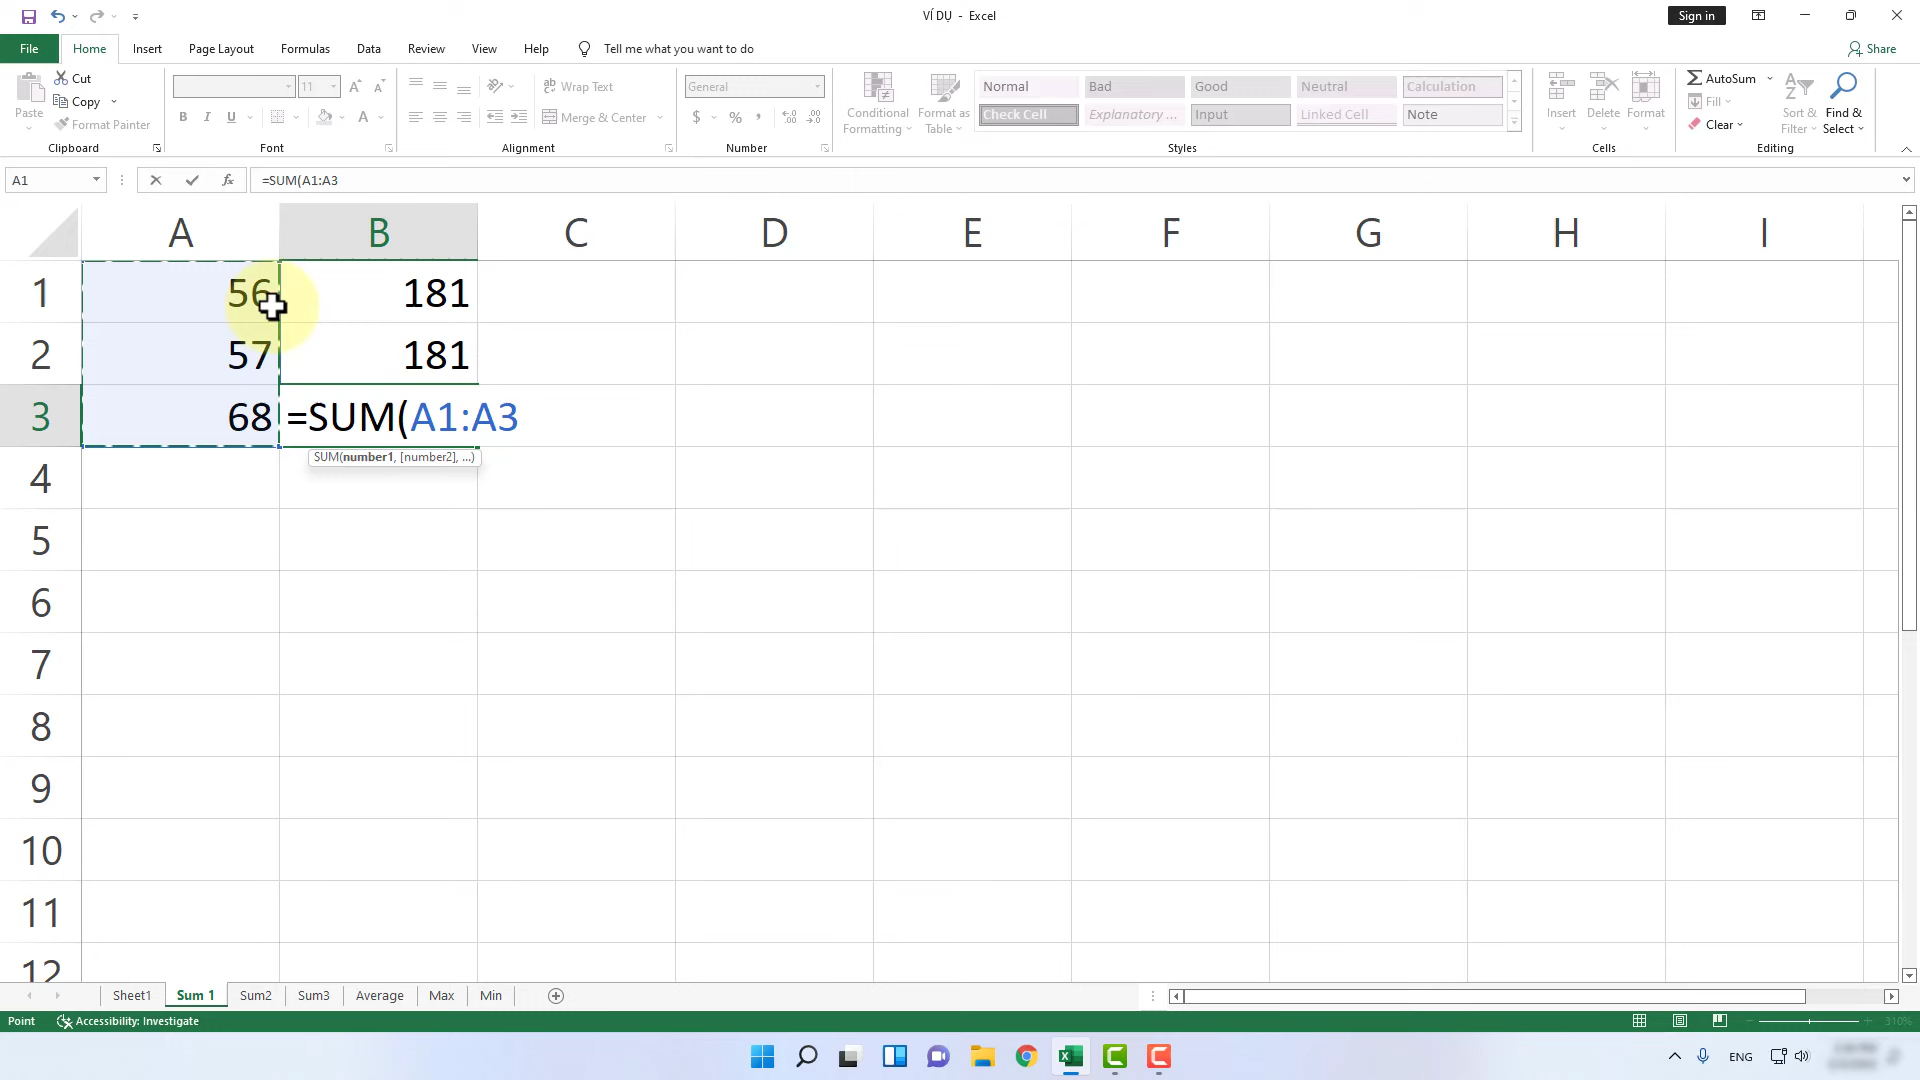 VÍ DỤ - Excel
Sign in
File Home Insert Page Layout Formulas Data Review View Help Tell me what you want to do
Share
Paste
Cut
Copy
Format Painter
Clipboard
11
Font
Wrap Text
Merge & Center
Alignment
General
Number
Conditional Formatting
Format as Table
Normal Bad Good Neutral Calculation
Check Cell Explanatory ... Input Linked Cell Note
Styles
Insert Delete Format
Cells
AutoSum
Fill
Clear
Sort & Filter
Find & Select
Editing
A1
fx
=SUM(A1:A3
A B C D E F G H I
1 56 181
2 57 181
3 68 =SUM(A1:A3
SUM(number1, [number2], ...)
4
5
6
7
8
9
10
11
12
Sheet1 Sum 1 Sum2 Sum3 Average Max Min
Point Accessibility: Investigate
310%
ENG